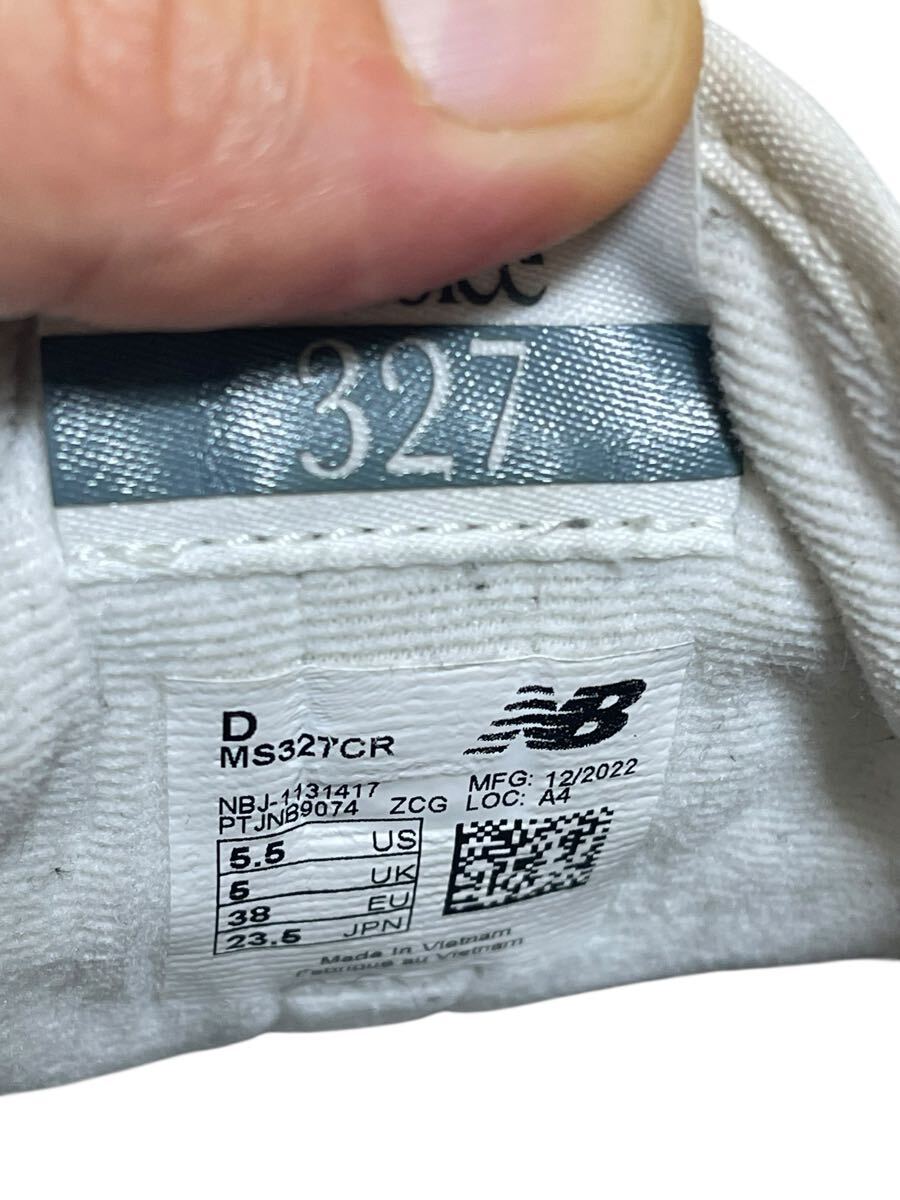 327
D
MS327CR
NB
NBJ-1131417
PTJNB9074 ZCG
MFG: 12/2022
LOC: A4
5.5 US
5 UK
38 EU
23.5 JPN
Made in Vietnam
Fabriqué au Vietnam